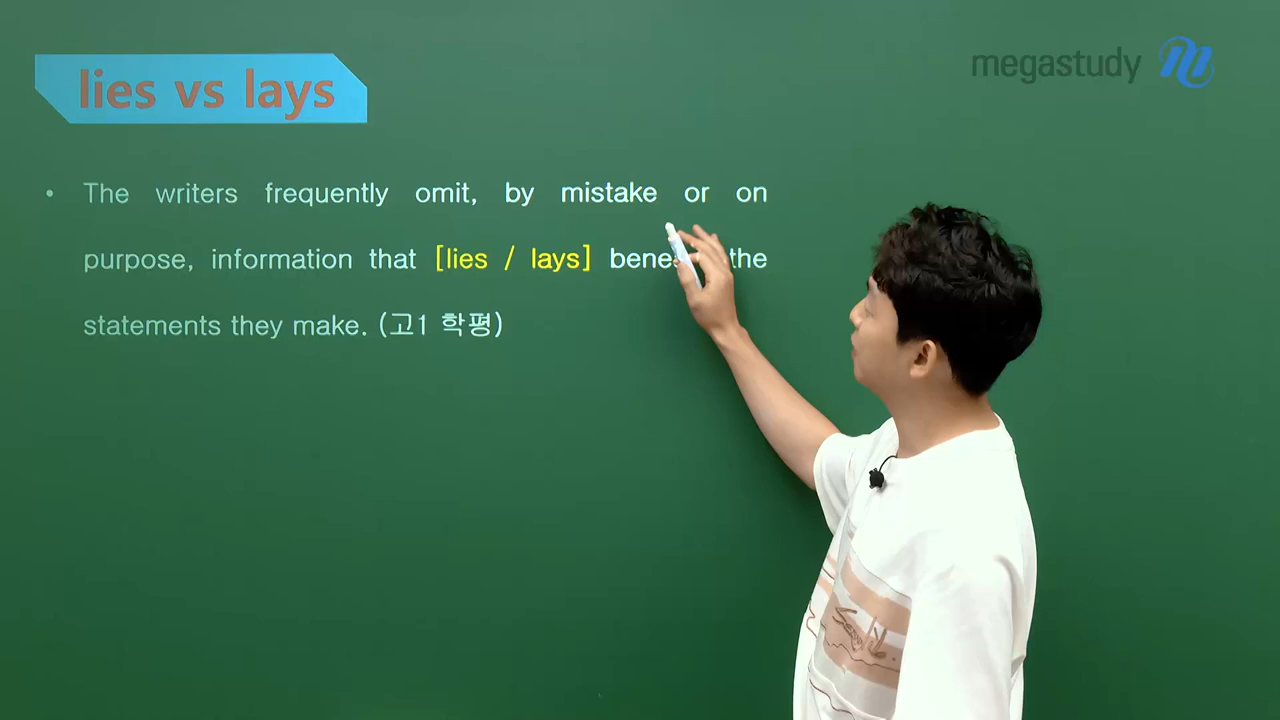 lies vs lays
megastudy
• The writers frequently omit, by mistake or on
purpose, information that [lies / lays] the
statements they make. (고1 학평)